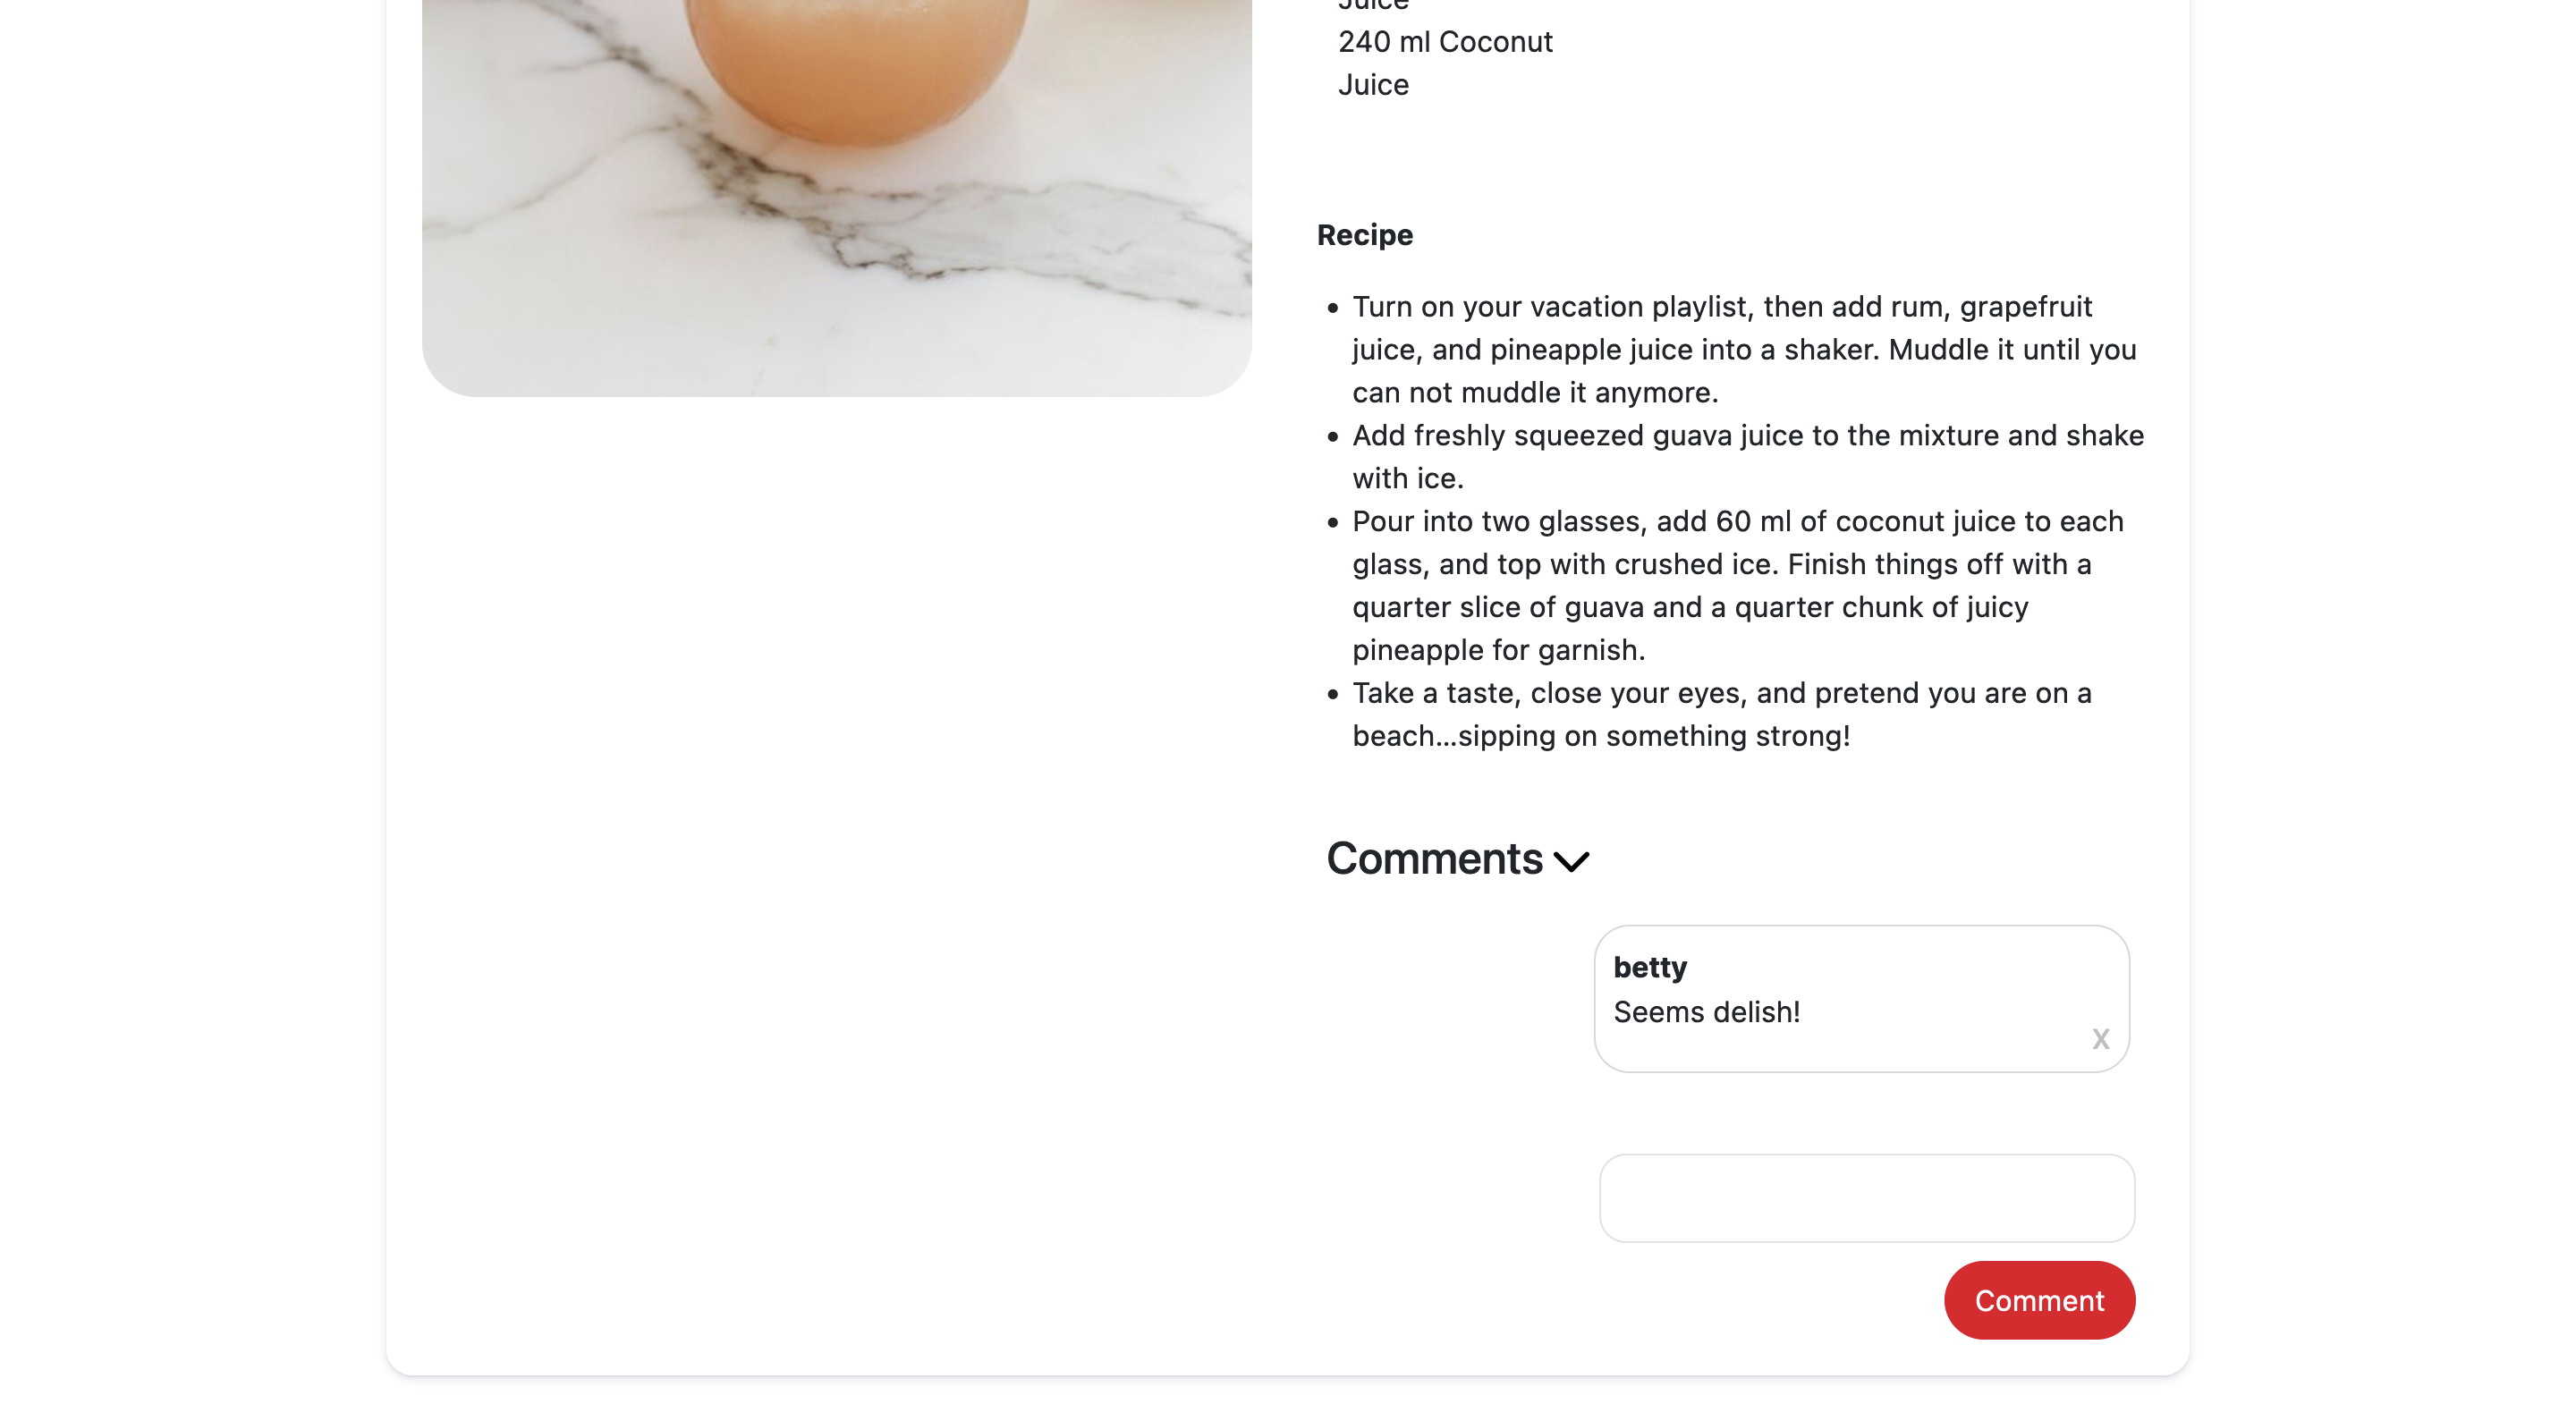 Juice
240 ml Coconut
Juice
Recipe
• Turn on your vacation playlist, then add rum, grapefruit
juice, and pineapple juice into a shaker. Muddle it until you
can not muddle it anymore.
• Add freshly squeezed guava juice to the mixture and shake
with ice.
• Pour into two glasses, add 60 ml of coconut juice to each
glass, and top with crushed ice. Finish things off with a
quarter slice of guava and a quarter chunk of juicy
pineapple for garnish.
• Take a taste, close your eyes, and pretend you are on a
beach...sipping on something strong!
Comments
betty
Seems delish!
X
Comment